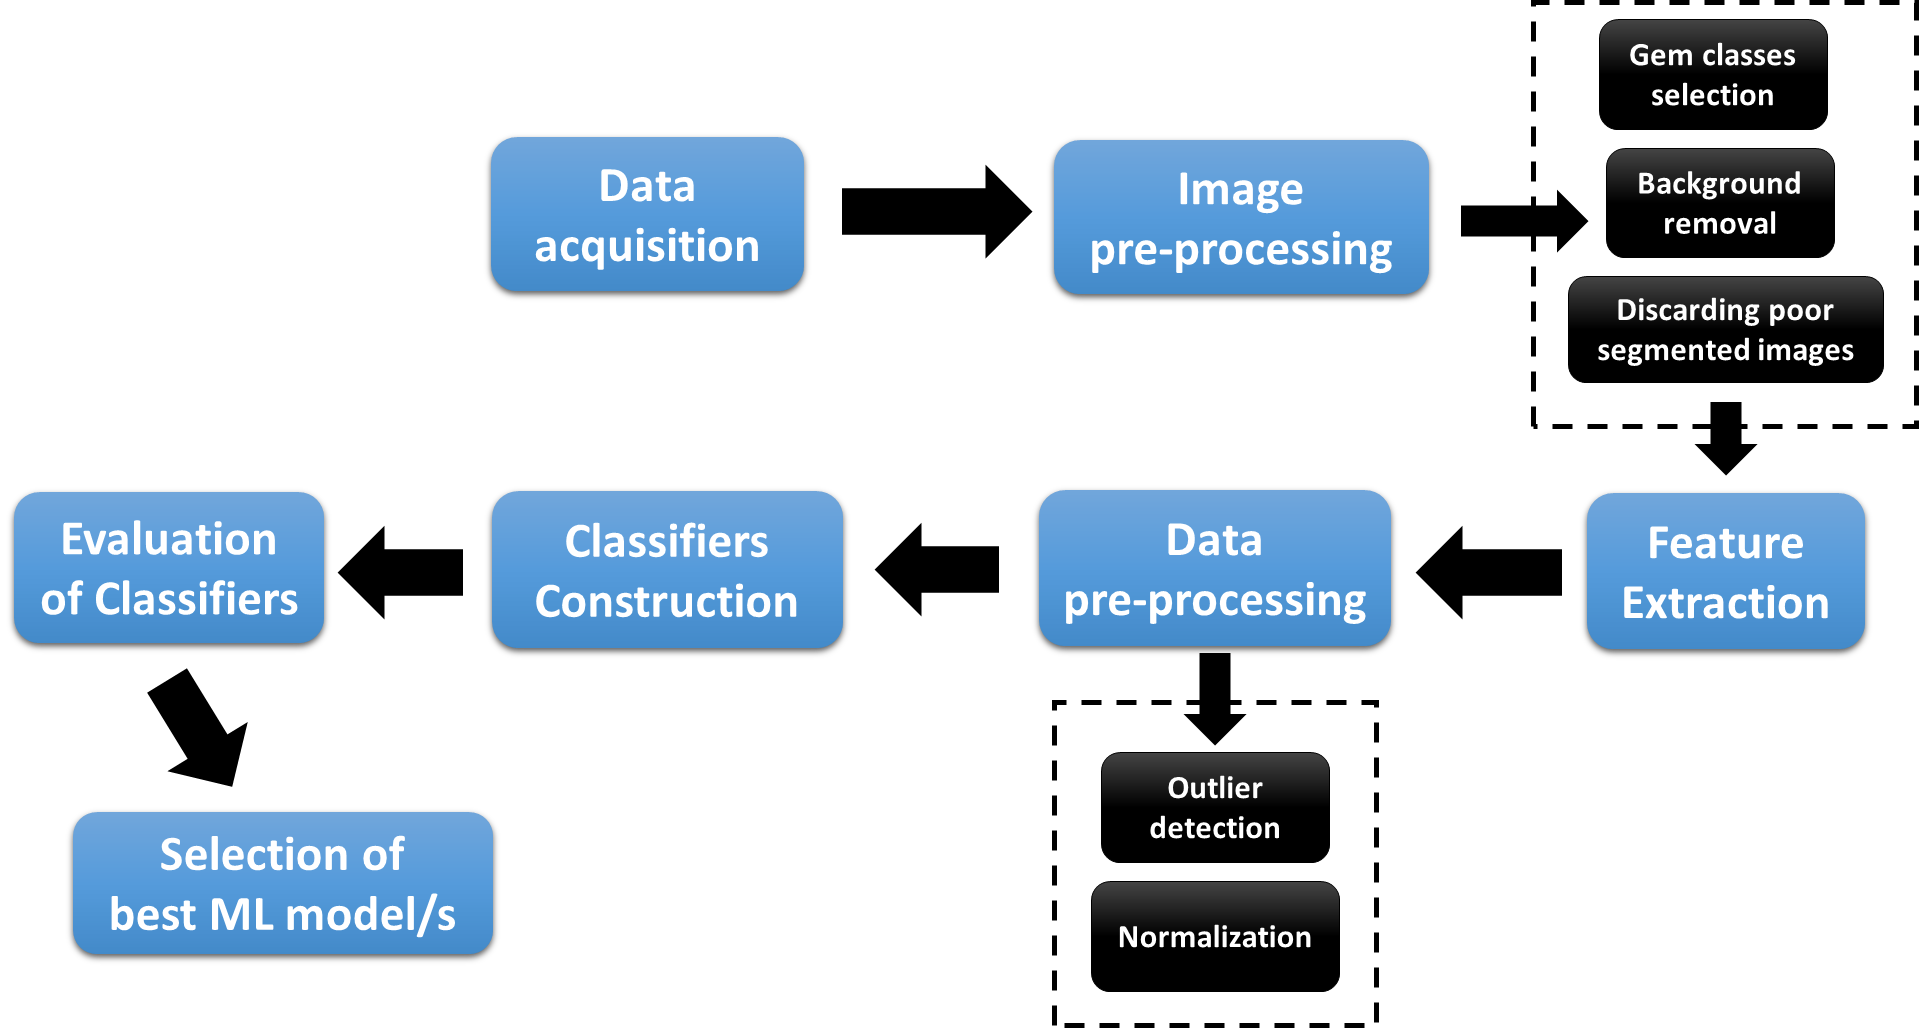 Data
acquisition
Image
pre-processing
Gem classes
selection
Background
removal
Discarding poor
segmented images
Feature
Extraction
Data
pre-processing
Outlier
detection
Normalization
Classifiers
Construction
Evaluation
of Classifiers
Selection of
best ML model/s